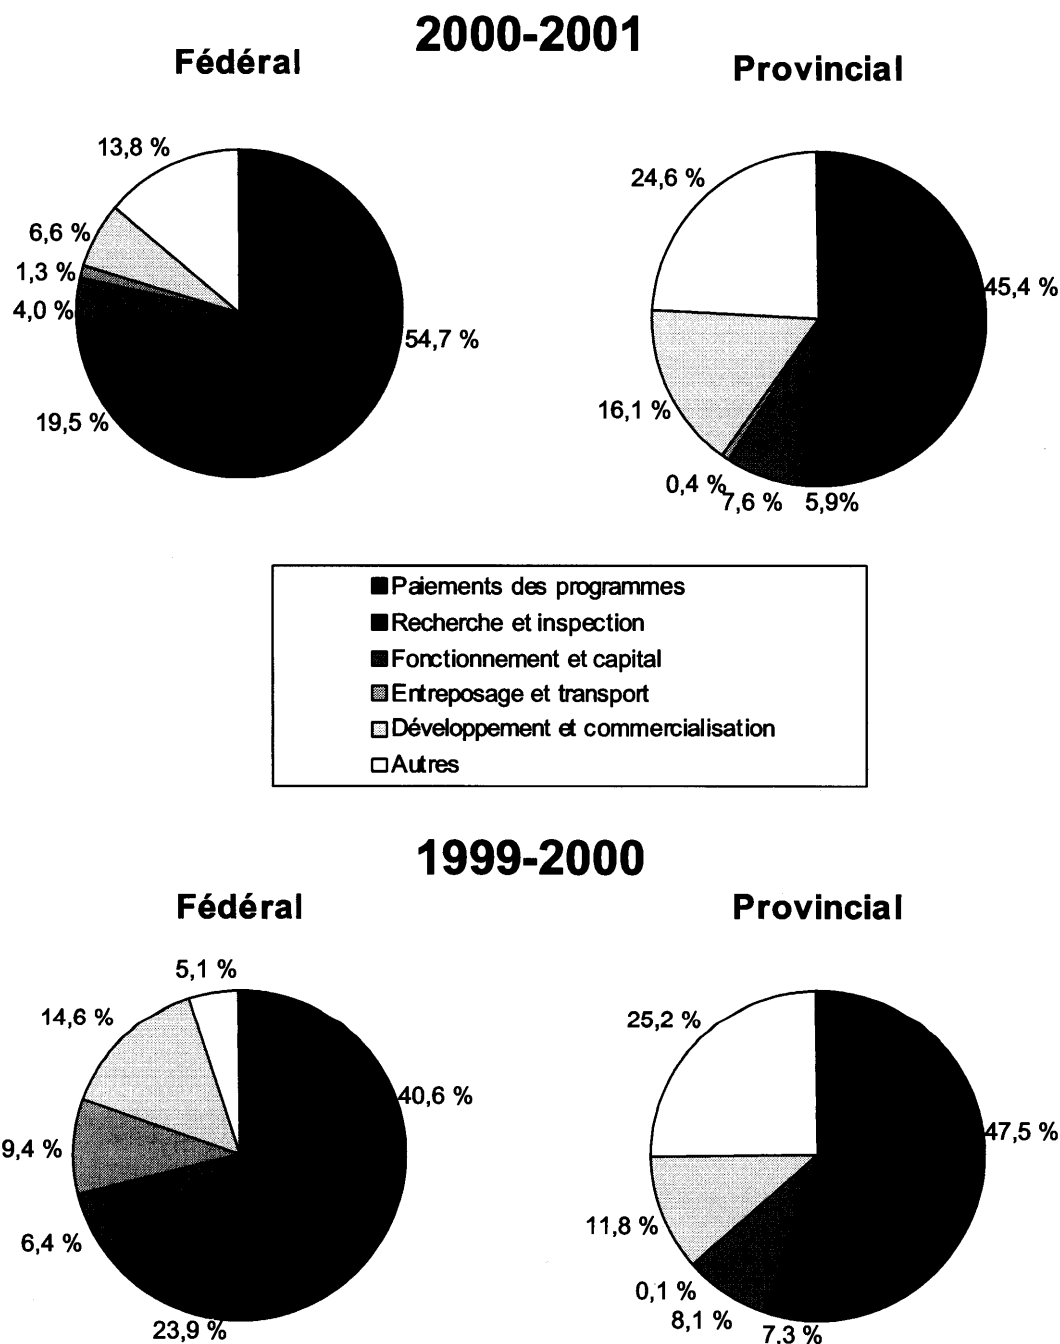 2000-2001
Fédéral
Provincial
13,8 %
6,6 %
1,3 %
4,0 %
19,5 %
54,7 %
24,6 %
45,4 %
16,1 %
0,4 %
7,6 %
5,9%
Paiements des programmes
Recherche et inspection
Fonctionnement et capital
Entreposage et transport
Développement et commercialisation
Autres
1999-2000
Fédéral
Provincial
5,1 %
14,6 %
40,6 %
9,4 %
6,4 %
23,9 %
25,2 %
47,5 %
11,8 %
0,1 %
8,1 %
7,3 %